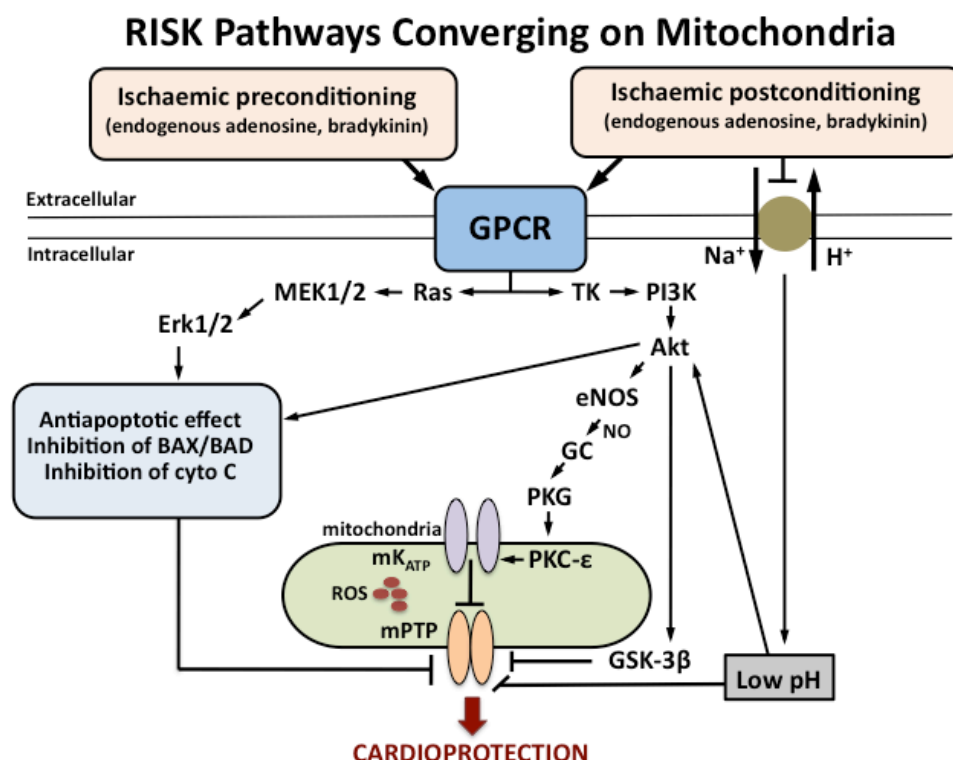 RISK Pathways Converging on Mitochondria
Ischaemic preconditioning
(endogenous adenosine, bradykinin)
Ischaemic postconditioning
(endogenous adenosine, bradykinin)
Extracellular
Intracellular
GPCR
Na⁺
H⁺
MEK1/2
Ras
TK
PI3K
Erk1/2
Akt
Antiapoptotic effect
Inhibition of BAX/BAD
Inhibition of cyto C
eNOS
NO
GC
PKG
mitochondria
mK_ATP
PKC-ε
ROS
mPTP
GSK-3β
Low pH
CARDIOPROTECTION